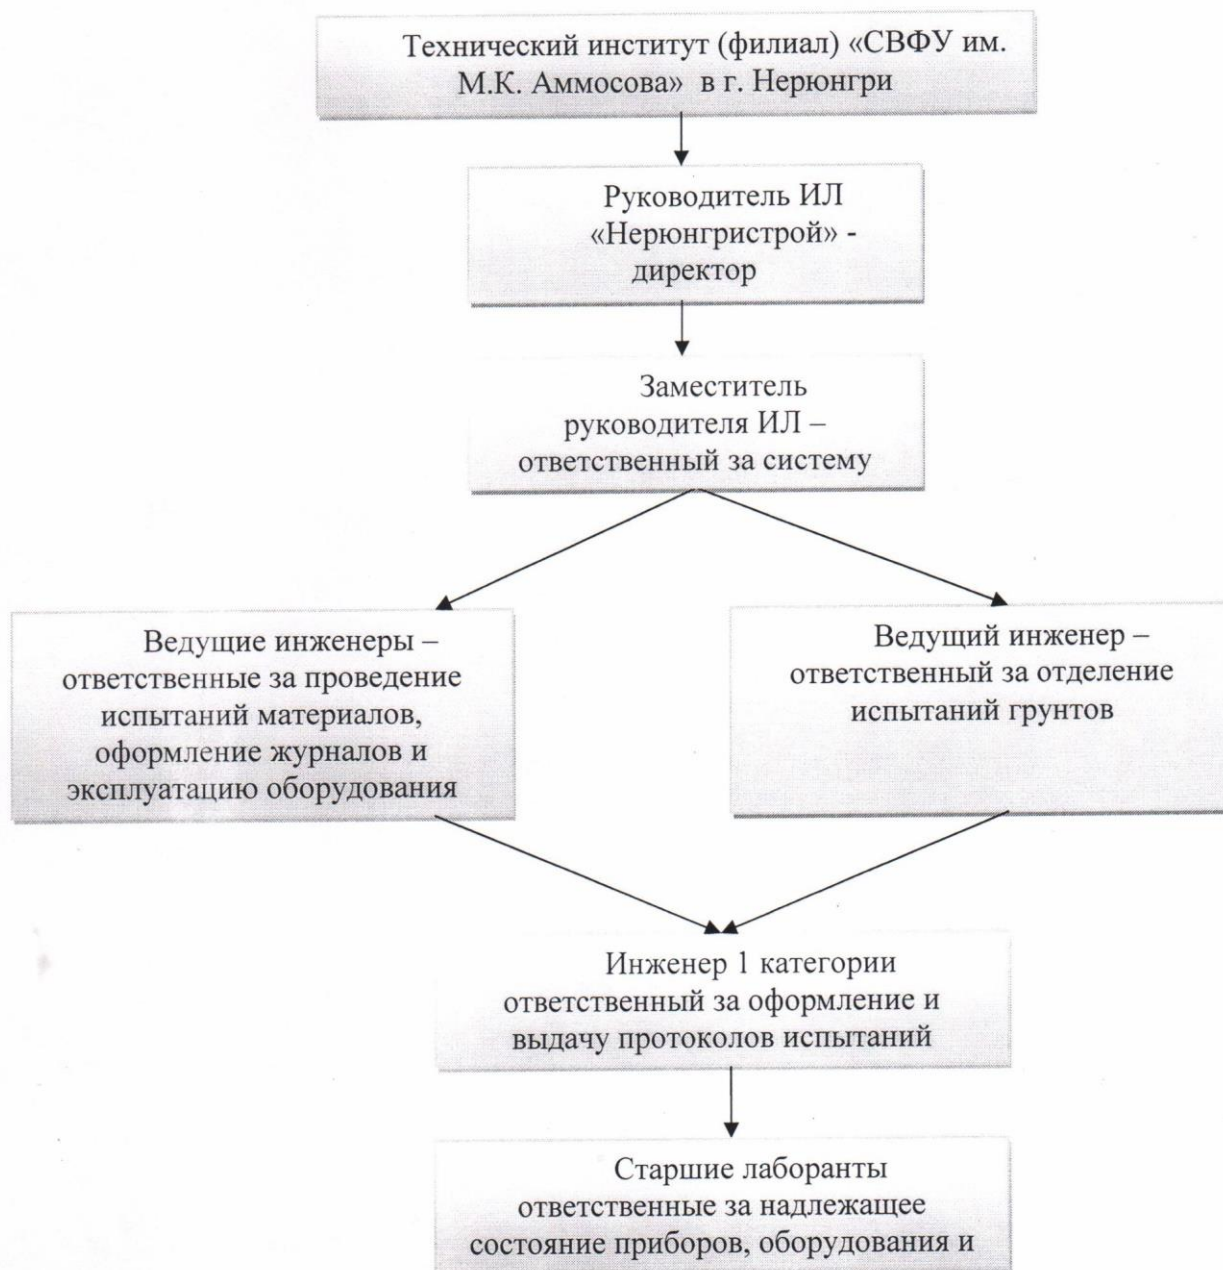 Технический институт (филиал) «СВФУ им.
М.К. Аммосова» в г. Нерюнгри
Руководитель ИЛ
«Нерюнгристрой» -
директор
Заместитель
руководителя ИЛ –
ответственный за систему
Ведущие инженеры –
ответственные за проведение
испытаний материалов,
оформление журналов и
эксплуатацию оборудования
Ведущий инженер –
ответственный за отделение
испытаний грунтов
Инженер 1 категории
ответственный за оформление и
выдачу протоколов испытаний
Старшие лаборанты
ответственные за надлежащее
состояние приборов, оборудования и